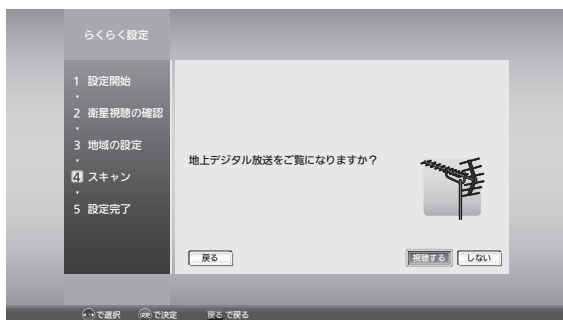 らくらく設定
1 設定開始
2 衛星視聴の確認
3 地域の設定
4 スキャン
5 設定完了
地上デジタル放送をご覧になりますか?
戻る
視聴する
しない
で選択 決定 で決定 戻る で戻る